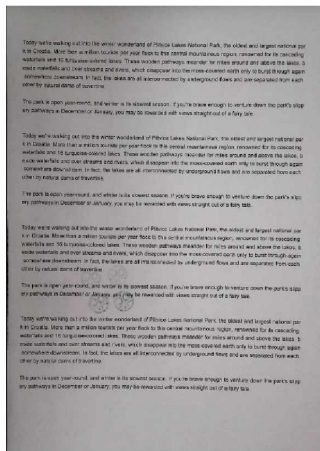 Today we're walking out into the winter wonderland of Plitvice Lakes National Park, the oldest and largest national par
k in Croatia. More than a million tourists per year flock to this central mountainous region, renowned for its cascading
waterfalls and 16 turquoise-colored lakes. These wooden pathways meander for miles around and above the lakes, b
eside waterfalls and over streams and rivers, which disappear into the moss-covered earth only to burst through again
somewhere downstream. In fact, the lakes are all interconnected by underground flows and are separated from each
other by natural dams of travertine.
The park is open year-round, and winter is its slowest season. If you're brave enough to venture down the park's slipp
ery pathways in December or January, you may be rewarded with views straight out of a fairy tale.
Today we're walking out into the winter wonderland of Plitvice Lakes National Park, the oldest and largest national par
k in Croatia. More than a million tourists per year flock to this central mountainous region, renowned for its cascading
waterfalls and 16 turquoise-colored lakes. These wooden pathways meander for miles around and above the lakes, b
eside waterfalls and over streams and rivers, which disappear into the moss-covered earth only to burst through again
somewhere downstream. In fact, the lakes are all interconnected by underground flows and are separated from each
other by natural dams of travertine.
The park is open year-round, and winter is its slowest season. If you're brave enough to venture down the park's slipp
ery pathways in December or January, you may be rewarded with views straight out of a fairy tale.
Today we're walking out into the winter wonderland of Plitvice Lakes National Park, the oldest and largest national par
k in Croatia. More than a million tourists per year flock to this central mountainous region, renowned for its cascading
waterfalls and 16 turquoise-colored lakes. These wooden pathways meander for miles around and above the lakes, b
eside waterfalls and over streams and rivers, which disappear into the moss-covered earth only to burst through again
somewhere downstream. In fact, the lakes are all interconnected by underground flows and are separated from each
other by natural dams of travertine.
The park is open year-round, and winter is its slowest season. If you're brave enough to venture down the park's slipp
ery pathways in December or January, you may be rewarded with views straight out of a fairy tale.
Today we're walking out into the winter wonderland of Plitvice Lakes National Park, the oldest and largest national par
k in Croatia. More than a million tourists per year flock to this central mountainous region, renowned for its cascading
waterfalls and 16 turquoise-colored lakes. These wooden pathways meander for miles around and above the lakes, b
eside waterfalls and over streams and rivers, which disappear into the moss-covered earth only to burst through again
somewhere downstream. In fact, the lakes are all interconnected by underground flows and are separated from each
other by natural dams of travertine.
The park is open year-round, and winter is its slowest season. If you're brave enough to venture down the park's slipp
ery pathways in December or January, you may be rewarded with views straight out of a fairy tale.